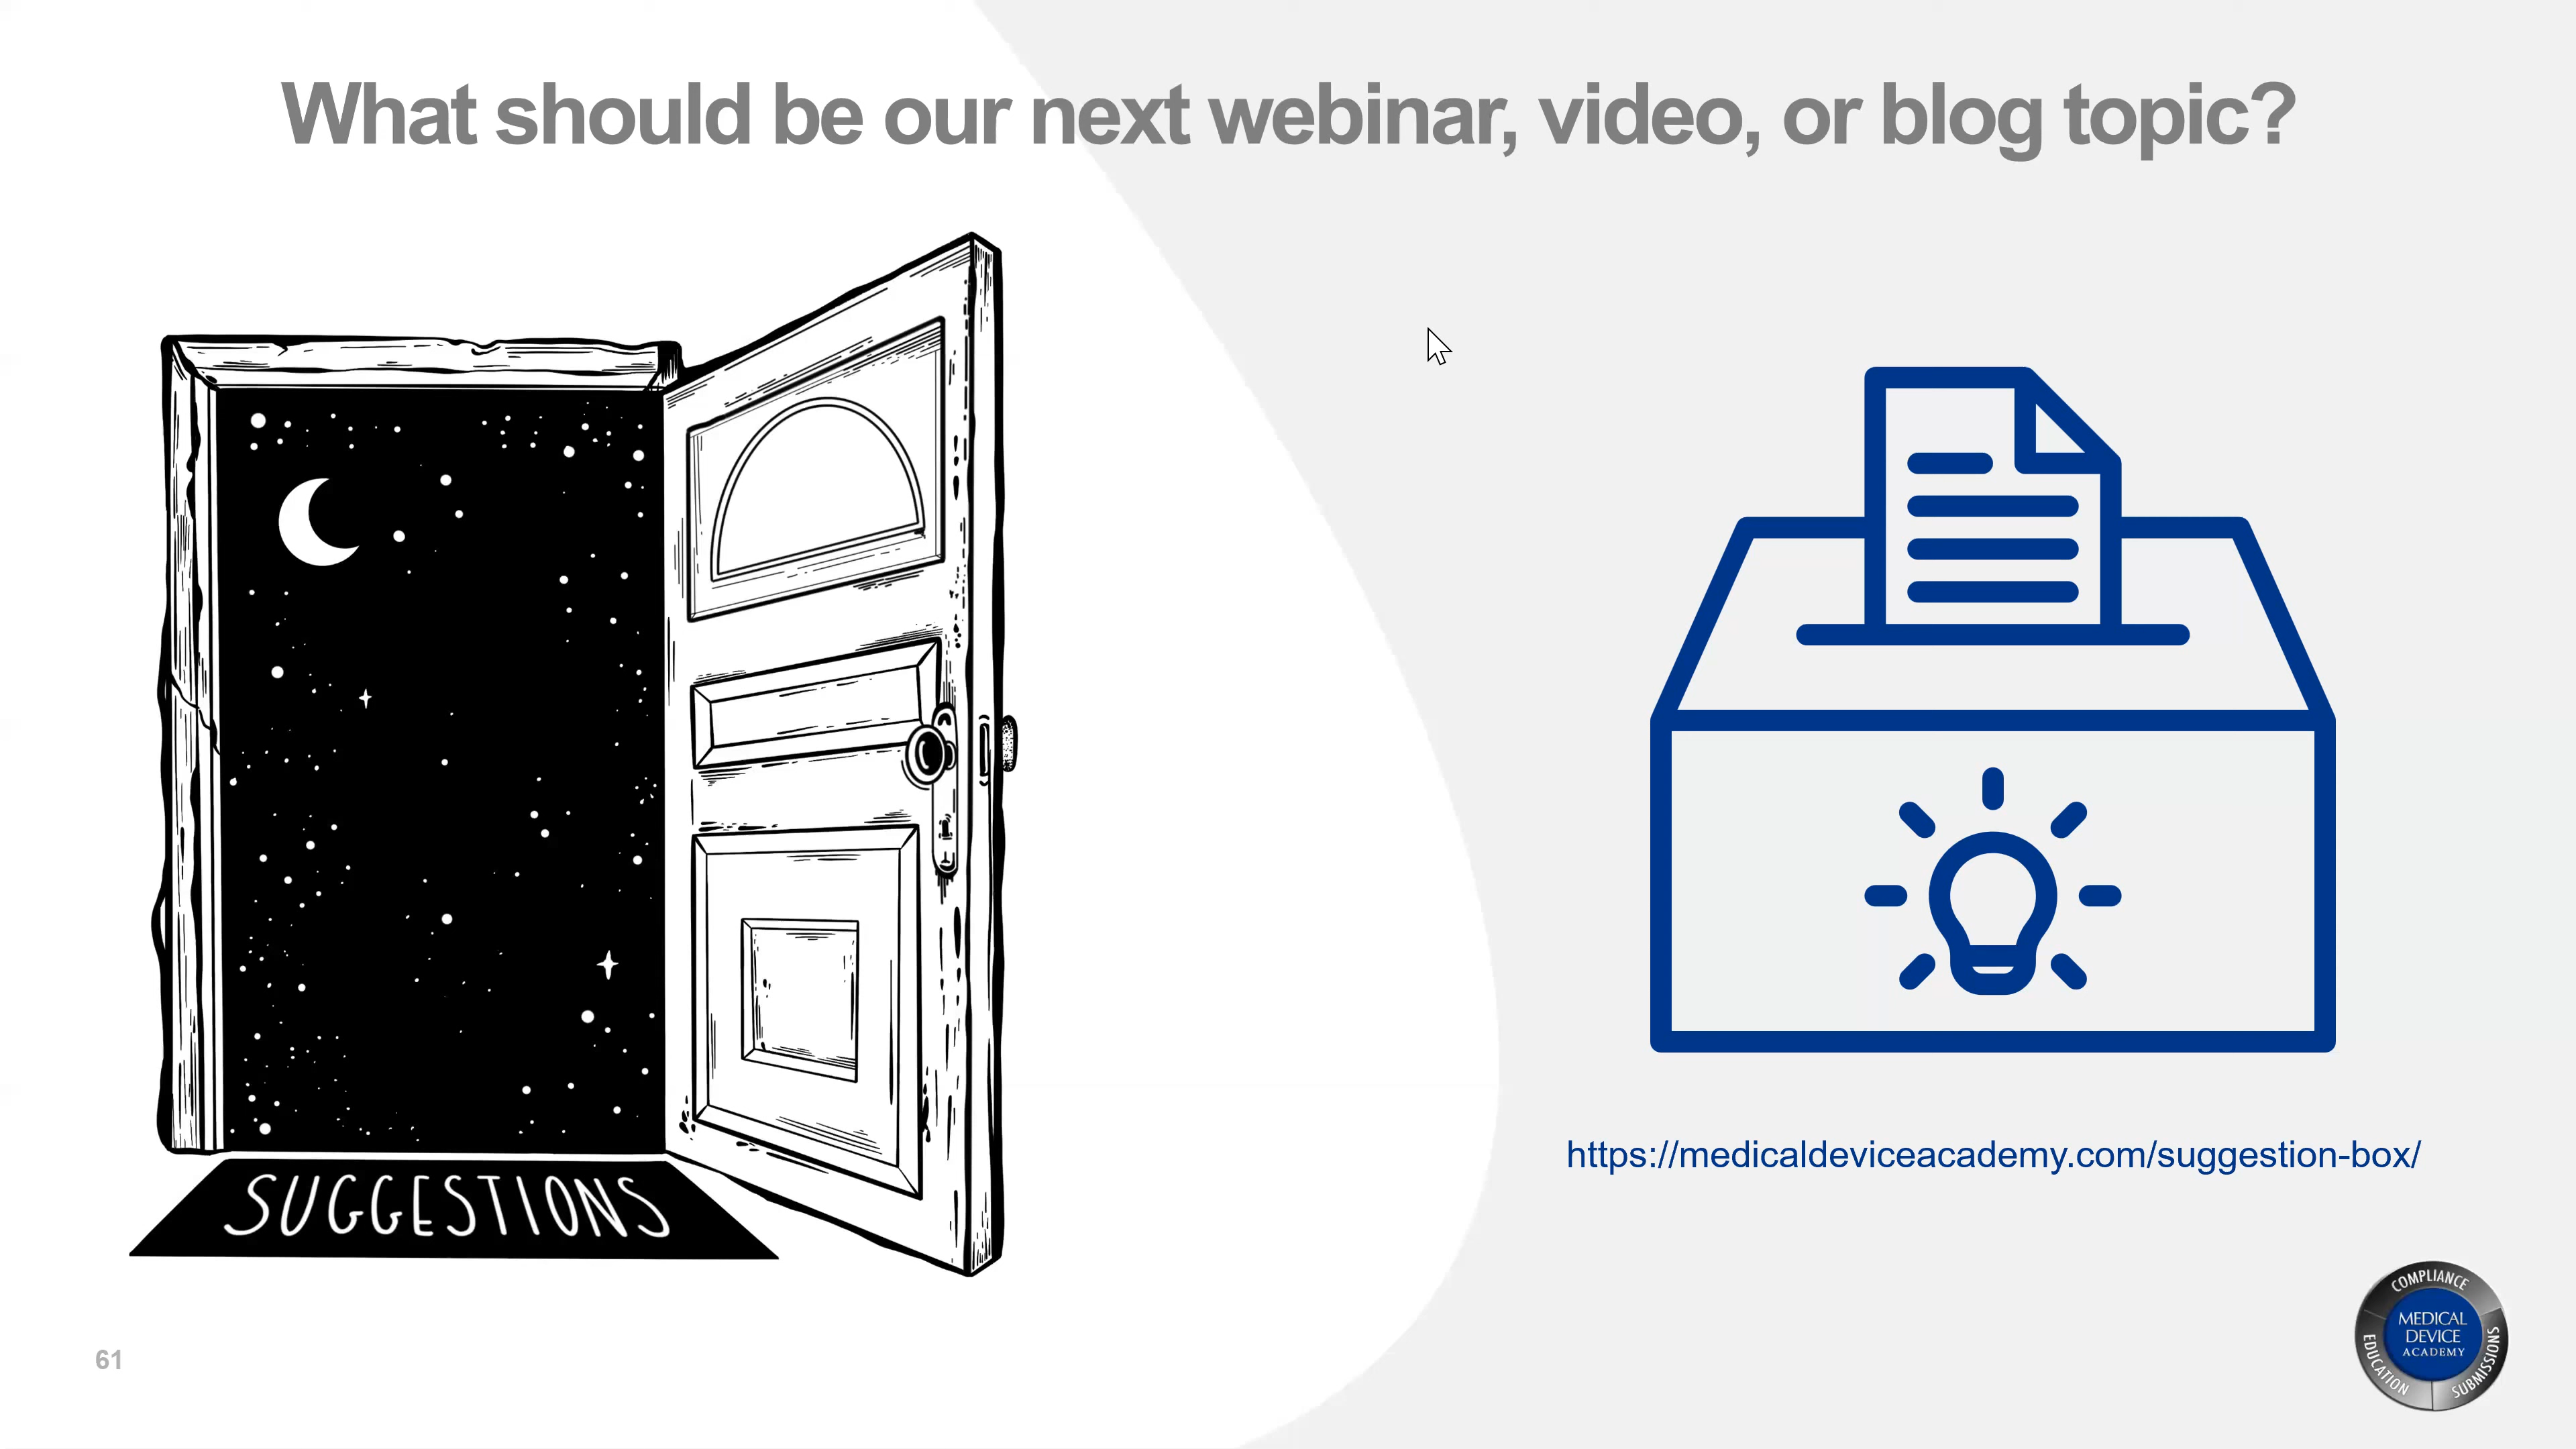 What should be our next webinar, video, or blog topic?
SUGGESTIONS
https://medicaldeviceacademy.com/suggestion-box/
61
COMPLIANCE
MEDICAL
DEVICE
ACADEMY
EDUCATION
SUBMISSIONS